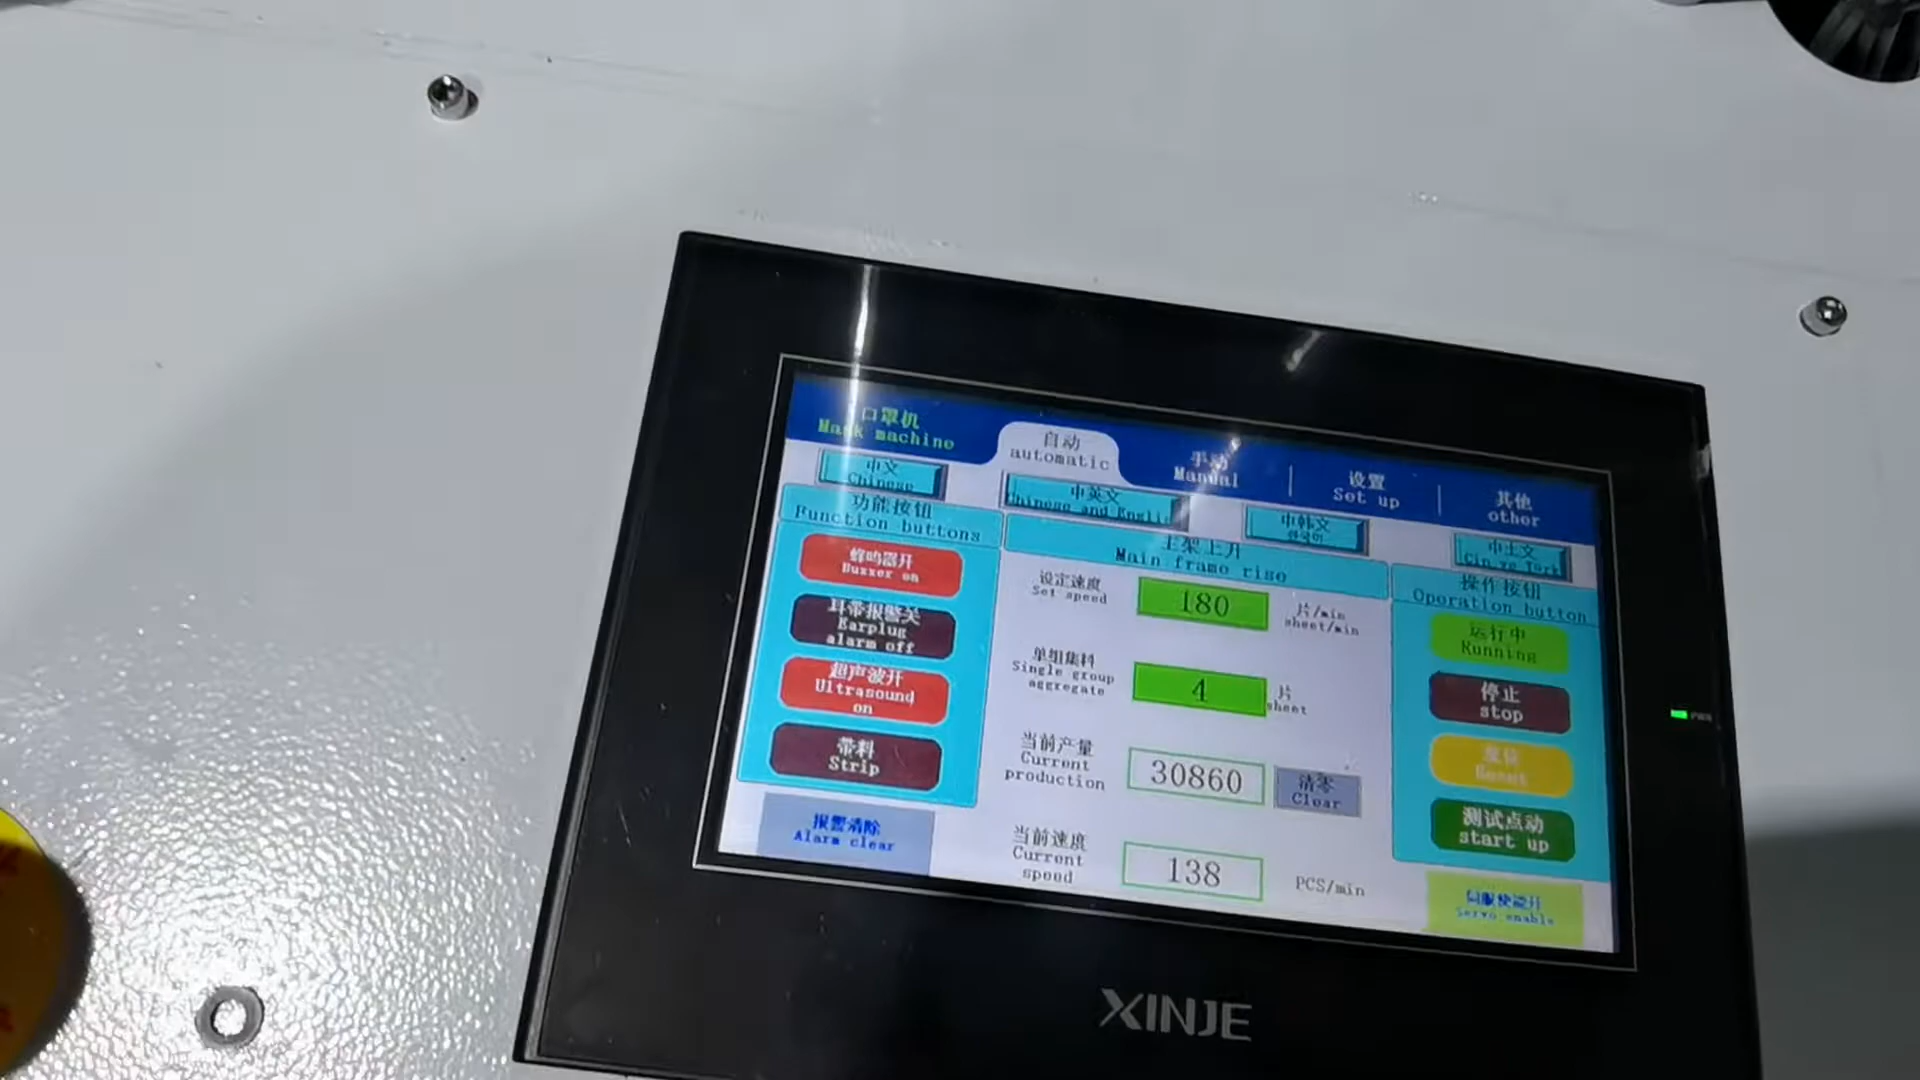 口罩机
Mask machine
自动
automatic
手动
Manual
设置
Set up
其他
other
中文
Chinese
中英文
Chinese and Englis
中韩文
中土文
功能按钮
Function buttons
蜂鸣器开
Buzzer on
耳带报警关
Earplug
alarm off
超声波开
Ultrasound
on
带料
Strip
报警清除
Alarm clear
主架上升
Main frame rise
设定速度
Set speed
180
片/min
sheet/min
单组集料
Single group
aggregate
4
片
sheet
当前产量
Current
production
30860
清零
Clear
当前速度
Current
speed
138
PCS/min
操作按钮
Operation button
运行中
Running
停止
stop
复位
Reset
测试点动
start up
伺服使能开
Servo enable
PWR
XINJE